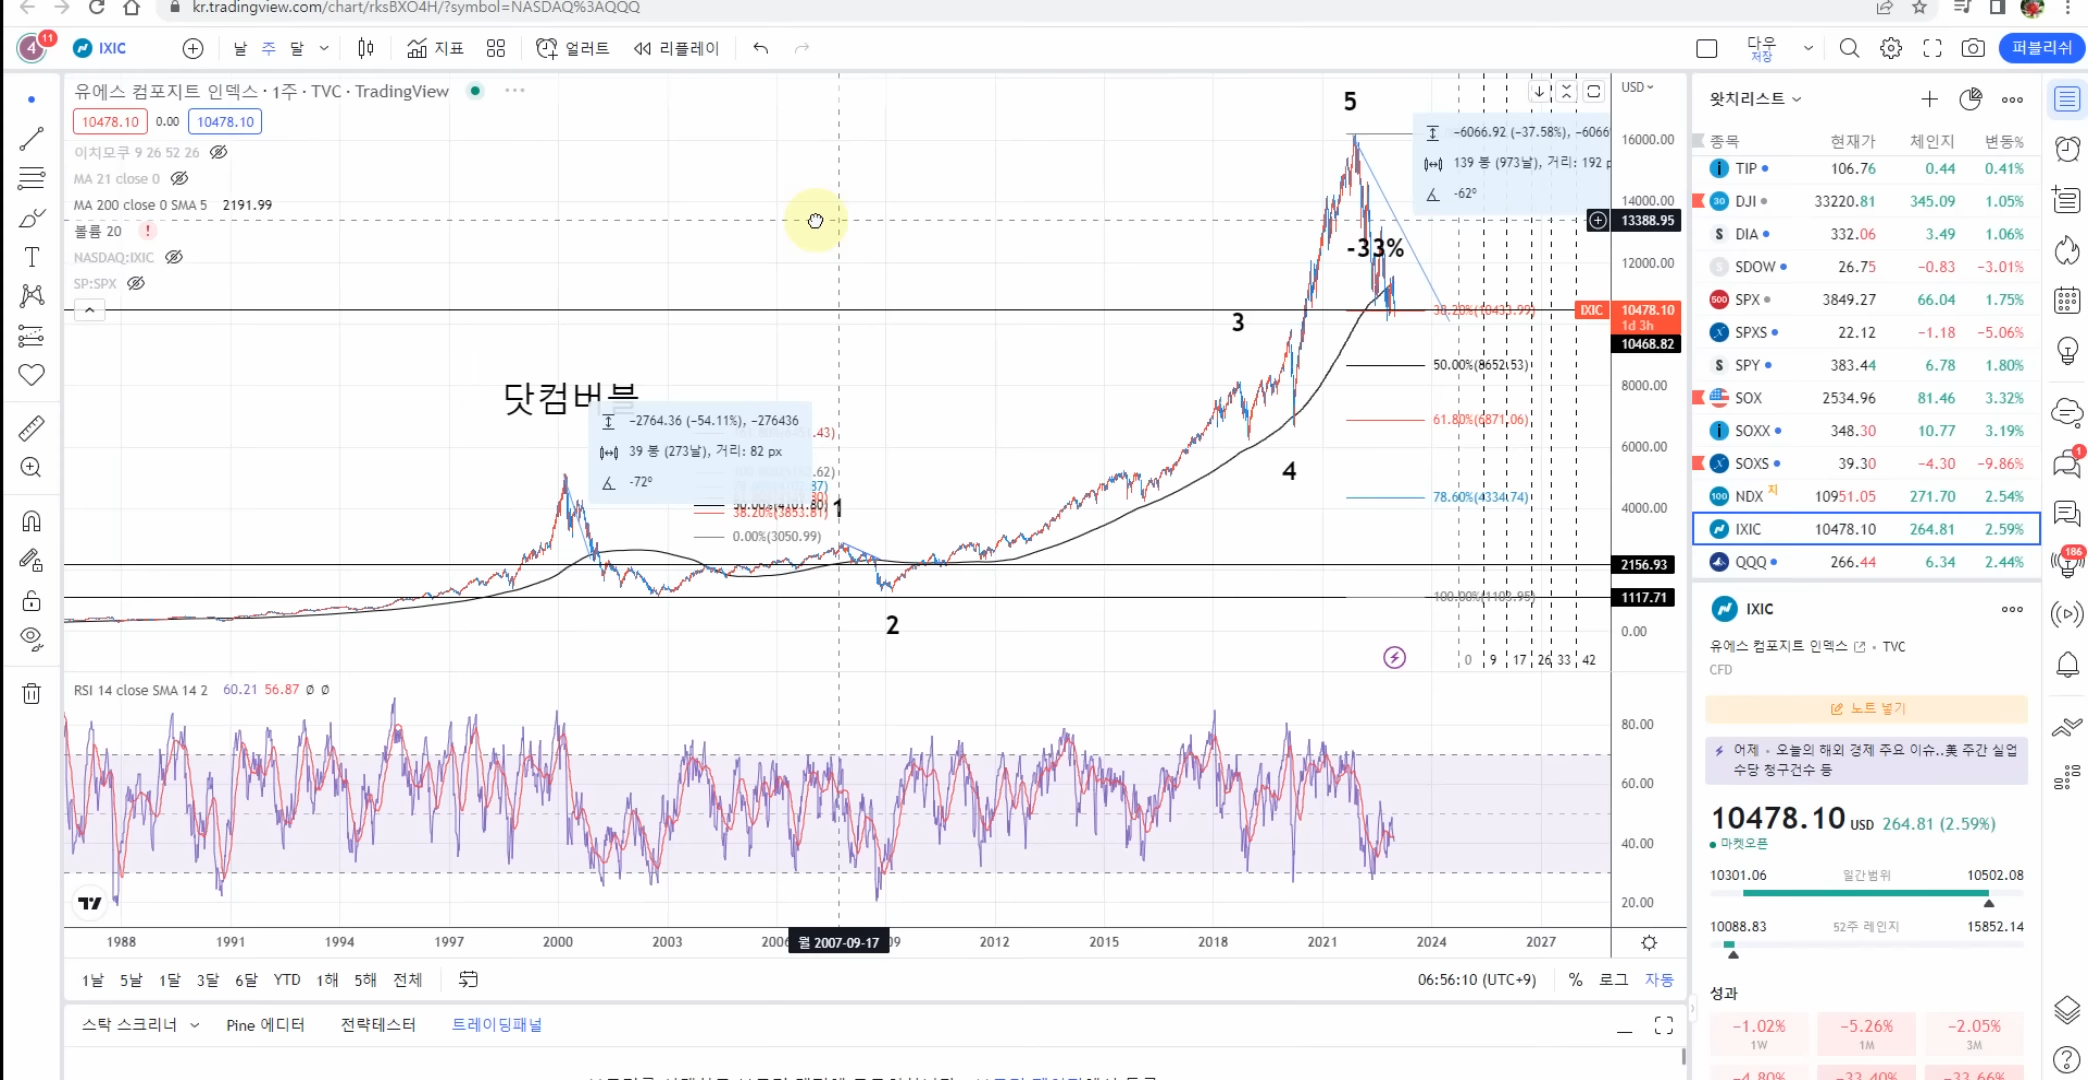 kr.tradingview.com/chart/rksBXO4H/?symbol=NASDAQ%3AQQQ
4 11 IXIC 날 주 달 지표 얼러트 리플레이 다우 저장 퍼블리쉬
유에스 컴포지트 인덱스 · 1주 · TVC · TradingView
10478.10 0.00 10478.10
이치모쿠 9 26 52 26
MA 21 close 0
MA 200 close 0 SMA 5 2191.99
볼륨 20 !
NASDAQ:IXIC
SP:SPX
닷컴버블
−2764.36 (−54.11%), −276436
39 봉 (273날), 거리: 82 px
-72º
38.20%(3853.81)
0.00%(3050.99)
1
2
3
4
5
-33%
−6066.92 (−37.58%), −6066
139 봉 (973날), 거리: 192 p
-62º
38.20%(10433.99)
50.00%(8652.53)
61.80%(6871.06)
78.60%(4334.74)
100.00%(1103.95)
0 9 17 26 33 42
USD
16000.00
14000.00
13388.95
12000.00
IXIC 10478.10
1d 3h
10468.82
8000.00
6000.00
4000.00
2156.93
1117.71
0.00
RSI 14 close SMA 14 2 60.21 56.87 Ø Ø
80.00
60.00
40.00
20.00
1988 1991 1994 1997 2000 2003 2006 월 2007-09-17 09 2012 2015 2018 2021 2024 2027
1날 5날 1달 3달 6달 YTD 1해 5해 전체 06:56:10 (UTC+9) % 로그 자동
스탁 스크리너 Pine 에디터 전략테스터 트레이딩패널
왓치리스트
종목 현재가 체인지 변동%
TIP 106.76 0.44 0.41%
DJI 33220.81 345.09 1.05%
DIA 332.06 3.49 1.06%
SDOW 26.75 −0.83 −3.01%
SPX 3849.27 66.04 1.75%
SPXS 22.12 −1.18 −5.06%
SPY 383.44 6.78 1.80%
SOX 2534.96 81.46 3.32%
SOXX 348.30 10.77 3.19%
SOXS 39.30 −4.30 −9.86%
NDX 지 10951.05 271.70 2.54%
IXIC 10478.10 264.81 2.59%
QQQ 266.44 6.34 2.44%
IXIC
유에스 컴포지트 인덱스 • TVC
CFD
노트 넣기
어제 • 오늘의 해외 경제 주요 이슈..美 주간 실업
수당 청구건수 등
10478.10 USD 264.81 (2.59%)
마켓오픈
10301.06 일간범위 10502.08
10088.83 52주 레인지 15852.14
성과
−1.02% −5.26% −2.05%
1W 1M 3M
−4.80% −33.40% −33.66%
1
186